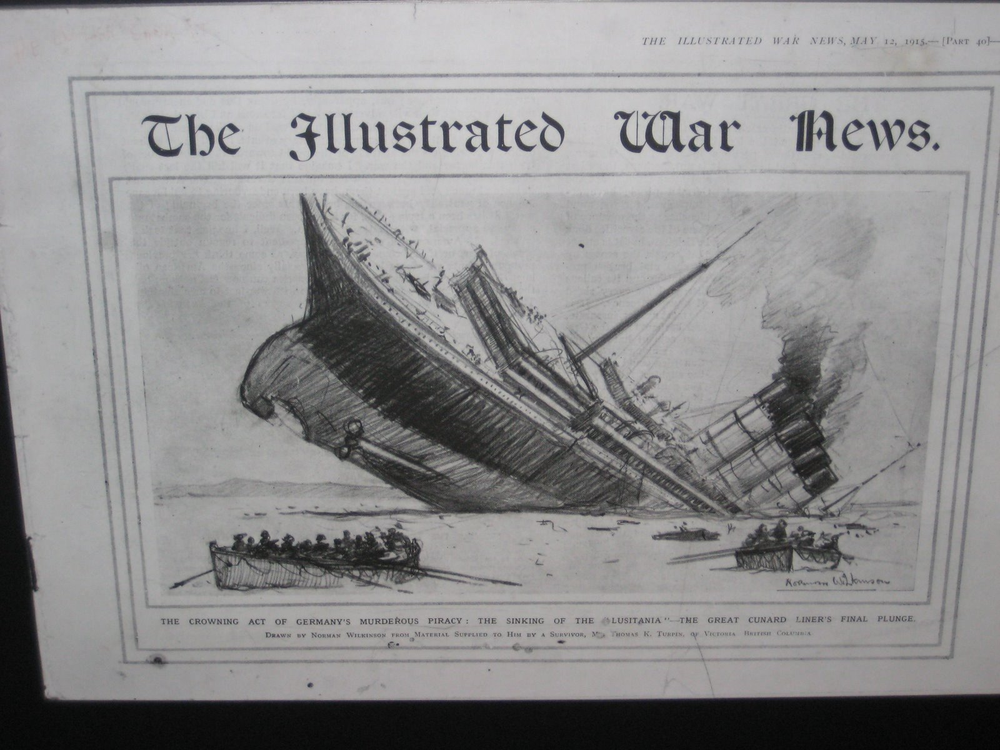 THE ILLUSTRATED WAR NEWS, MAY 12, 1915.—[PART 40]—
The Illustrated War News.
Norman Wilkinson
THE CROWNING ACT OF GERMANY'S MURDEROUS PIRACY: THE SINKING OF THE "LUSITANIA"—THE GREAT CUNARD LINER'S FINAL PLUNGE.
DRAWN BY NORMAN WILKINSON FROM MATERIAL SUPPLIED TO HIM BY A SURVIVOR, THOMAS K. TURPIN, OF VICTORIA BRITISH COLUMBIA